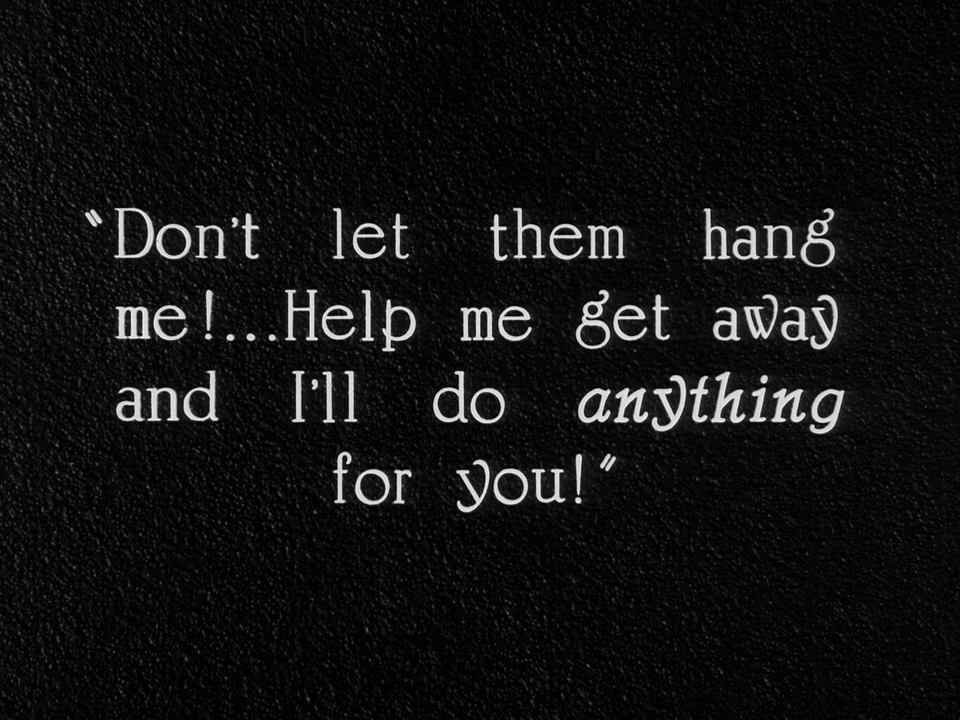 "Don't let them hang
me!...Help me get away
and I'll do anything
for you!"